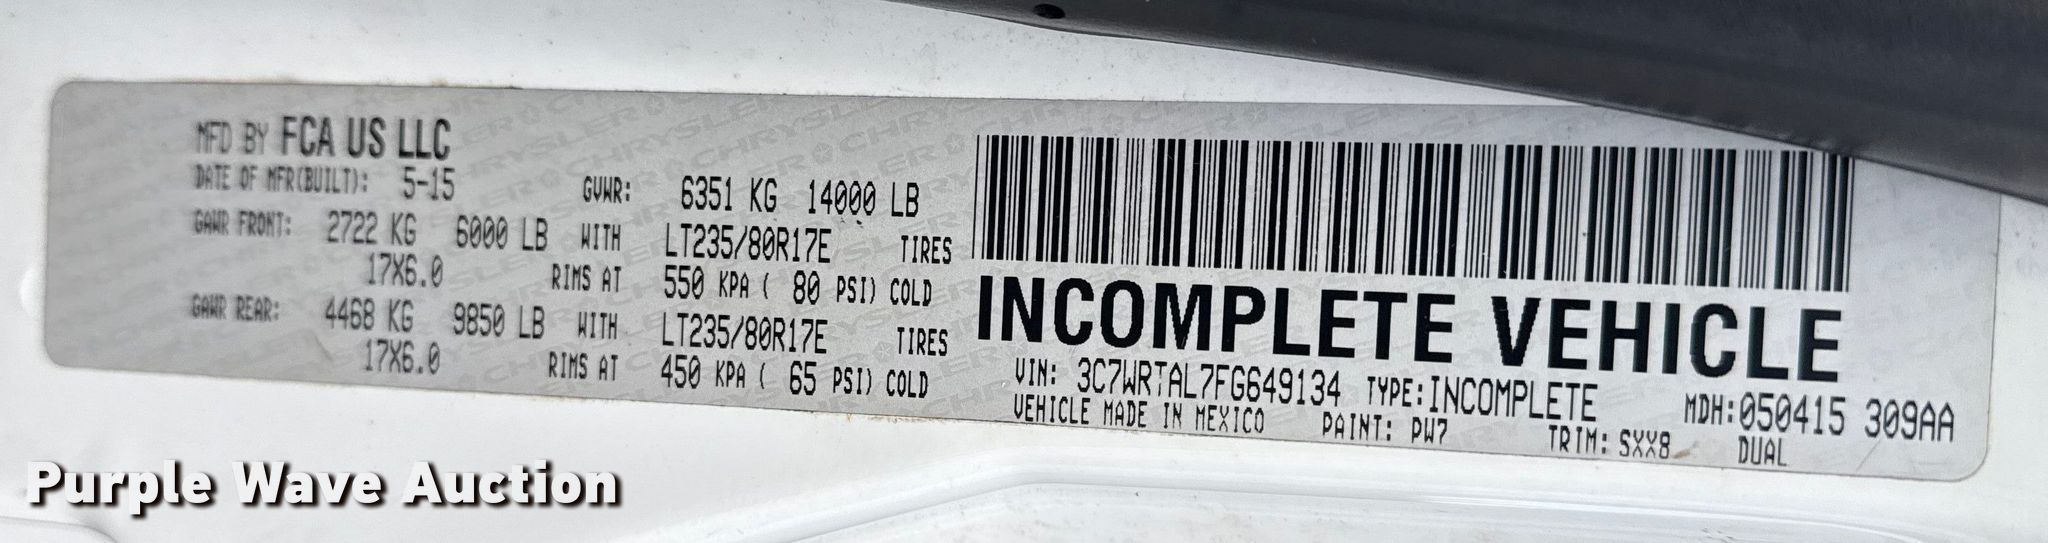 MFD BY FCA US LLC
DATE OF MFR(BUILT): 5-15 GVWR: 6351 KG 14000 LB
GAWR FRONT: 2722 KG 6000 LB WITH LT235/80R17E TIRES
17X6.0 RIMS AT 550 KPA ( 80 PSI) COLD
GAWR REAR: 4468 KG 9850 LB WITH LT235/80R17E TIRES
17X6.0 RIMS AT 450 KPA ( 65 PSI) COLD
INCOMPLETE VEHICLE
VIN: 3C7WRTAL7FG649134 TYPE:INCOMPLETE MDH:050415 309AA
VEHICLE MADE IN MEXICO PAINT: PW7 TRIM: SXX8 DUAL
Purple Wave Auction